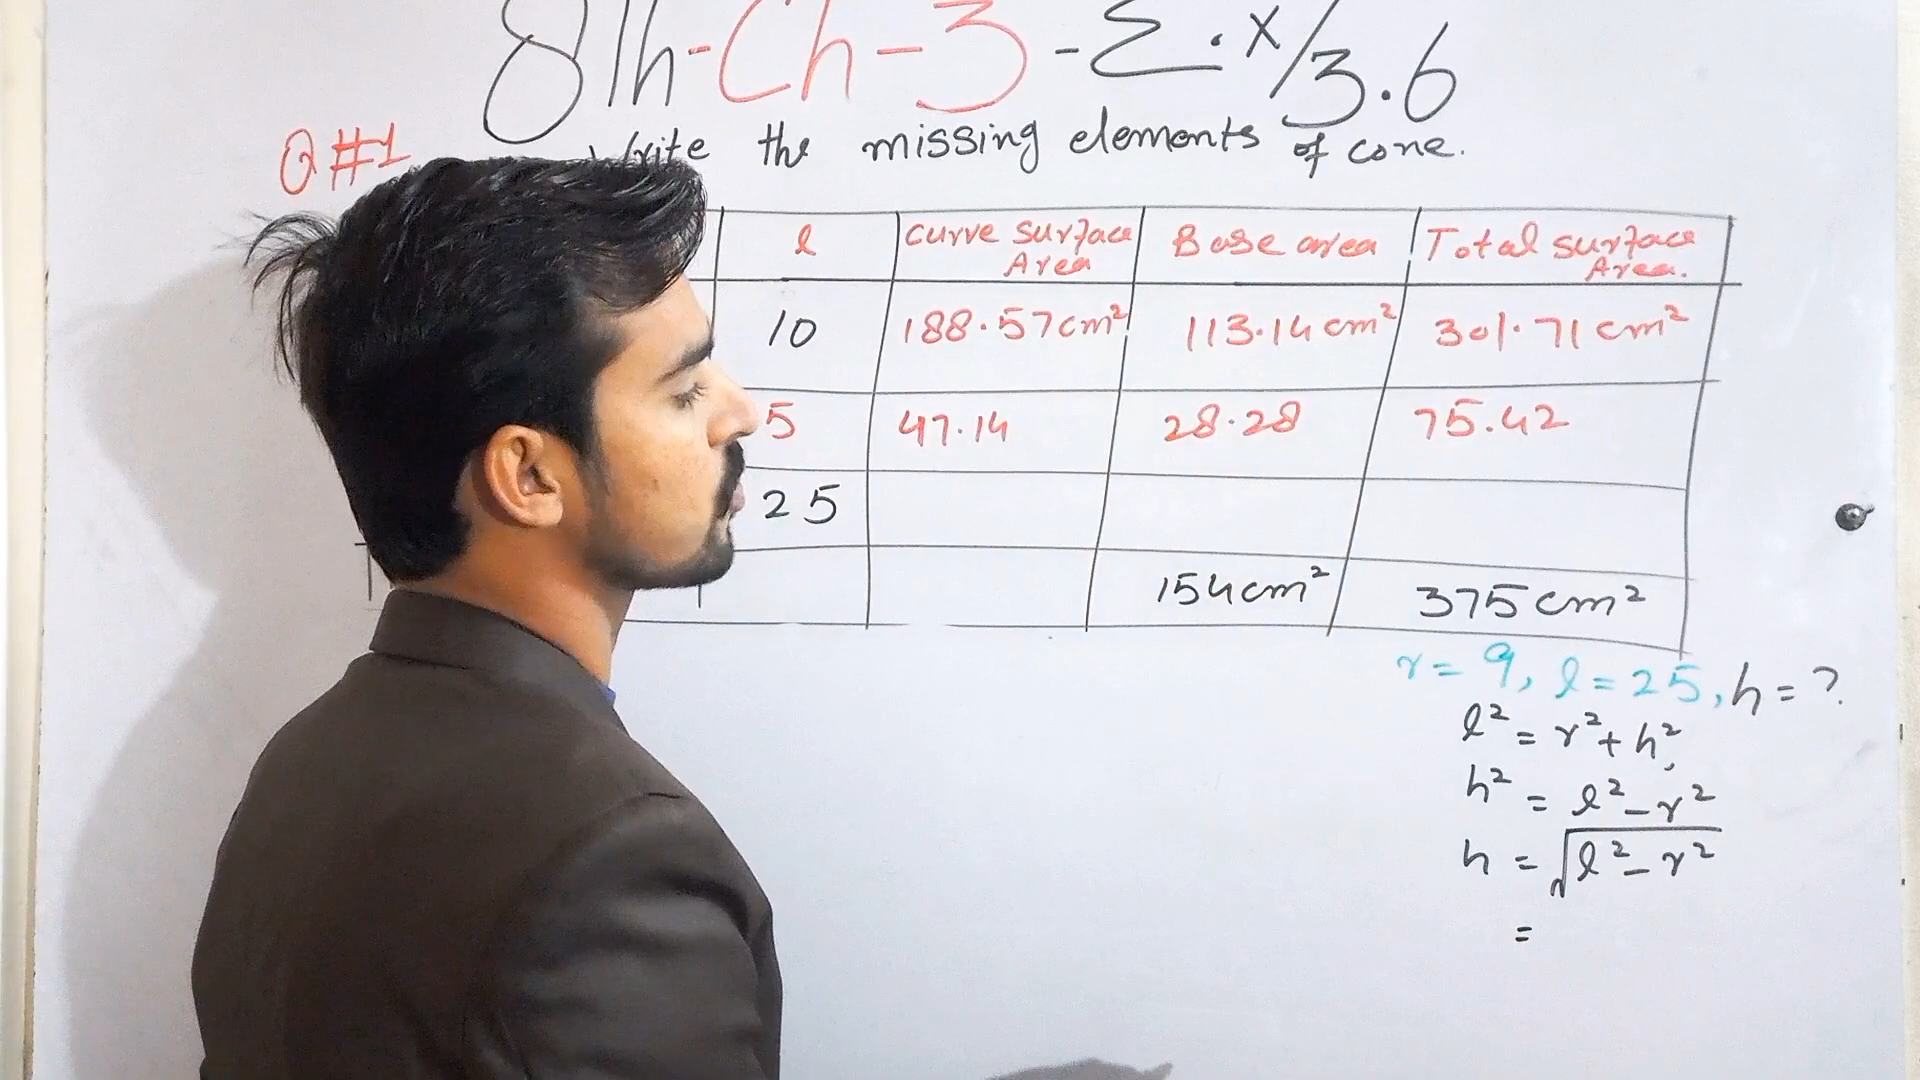 8th-Ch-3-Ex/3.6
Q#1 Write the missing elements of cone.
l curve surface Area Base area Total surface Area.
10 188.57cm² 113.14cm² 301.71cm²
5 47.14 28.28 75.42
25
154cm² 375cm²
r = 9, l = 25, h = ?
l² = r² + h²,
h² = l² - r²
h = √l² - r²
=